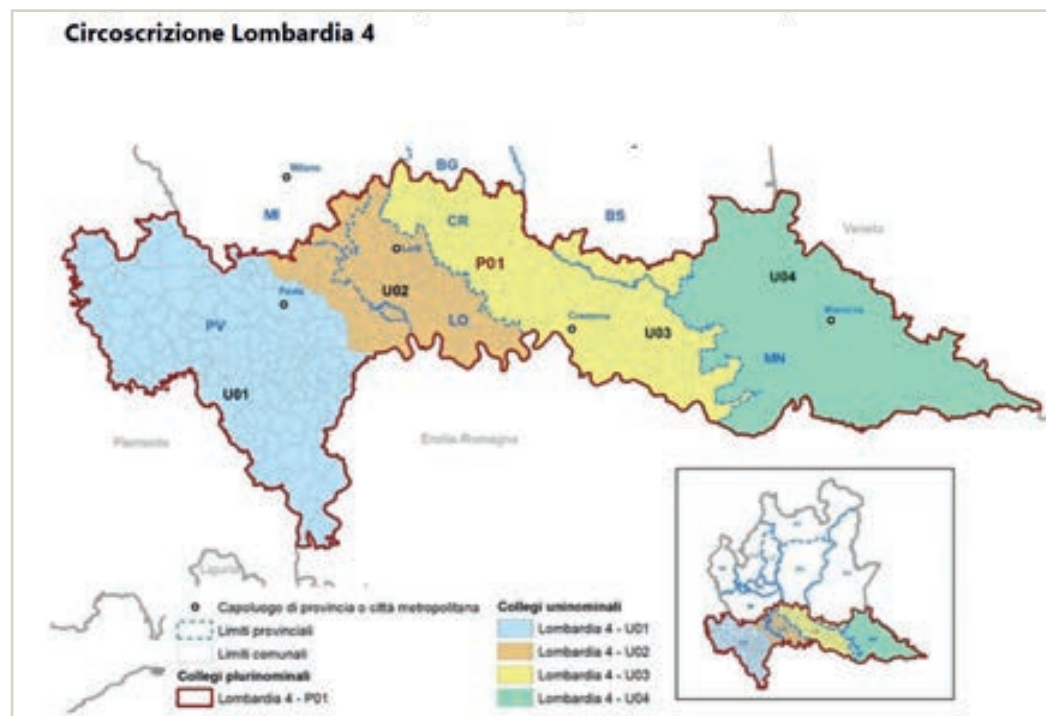 Circoscrizione Lombardia 4
Milano
BG
MI
CR
BS
Veneto
Lodi
P01
U04
U02
Pavia
PV
LO
Cremona
U03
Mantova
MN
U01
Piemonte
Emilia-Romagna
Liguria
Capoluogo di provincia o città metropolitana
Limiti provinciali
Limiti comunali
Collegi plurinominali
Lombardia 4 - P01
Collegi uninominali
Lombardia 4 - U01
Lombardia 4 - U02
Lombardia 4 - U03
Lombardia 4 - U04